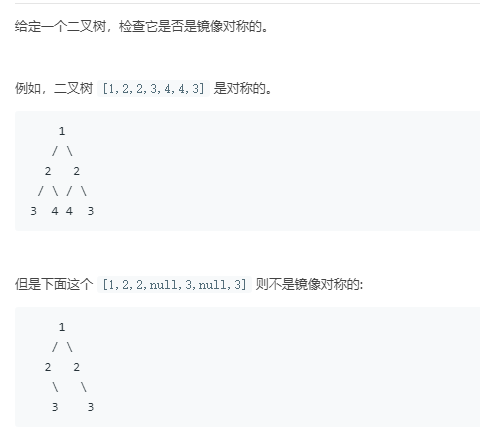 给定一个二叉树，检查它是否是镜像对称的。
例如，二叉树 [1,2,2,3,4,4,3] 是对称的。
    1
   / \
  2   2
 / \ / \
3  4 4  3
但是下面这个 [1,2,2,null,3,null,3] 则不是镜像对称的:
    1
   / \
  2   2
   \   \
   3    3